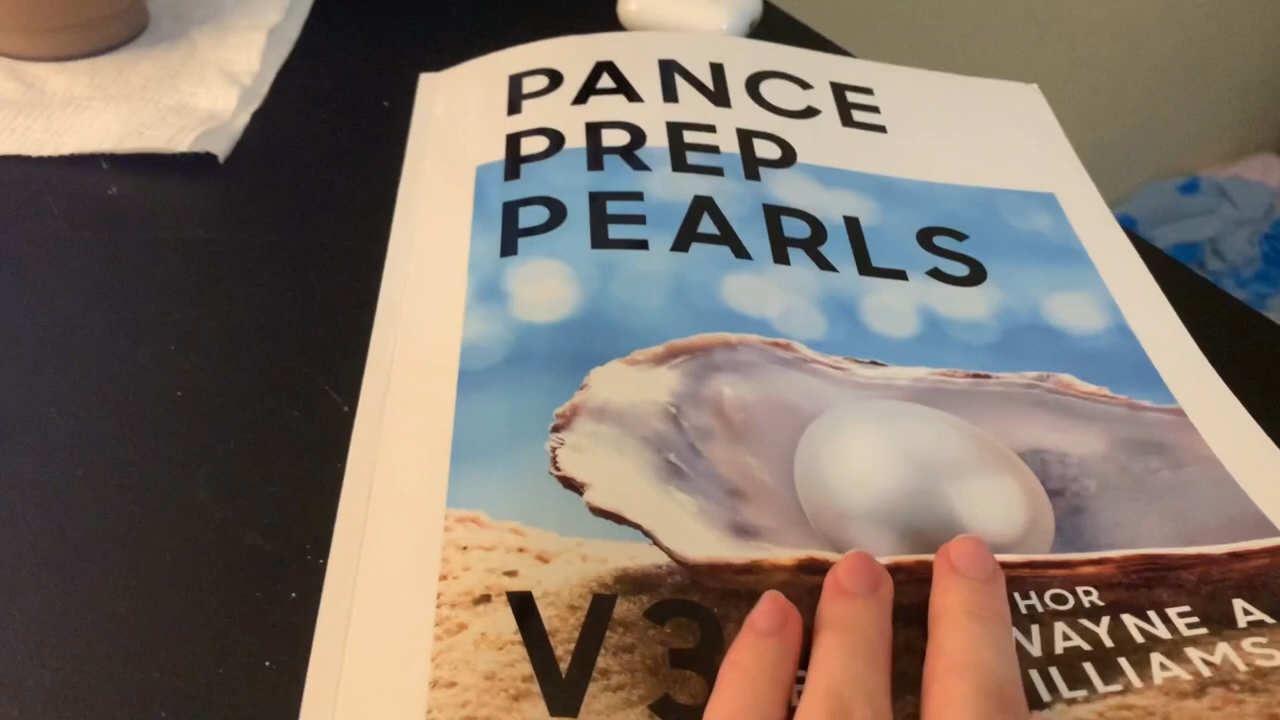 PANCE
PREP
PEARLS
V3
HOR
WAYNE A
ILLIAMS